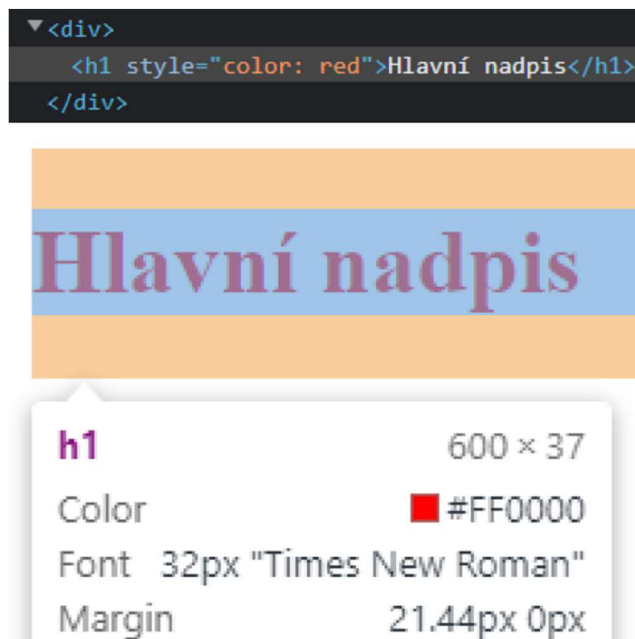 <div>
<h1 style="color: red">Hlavní nadpis</h1>
</div>
Hlavní nadpis
h1 600 × 37
Color #FF0000
Font 32px "Times New Roman"
Margin 21.44px 0px